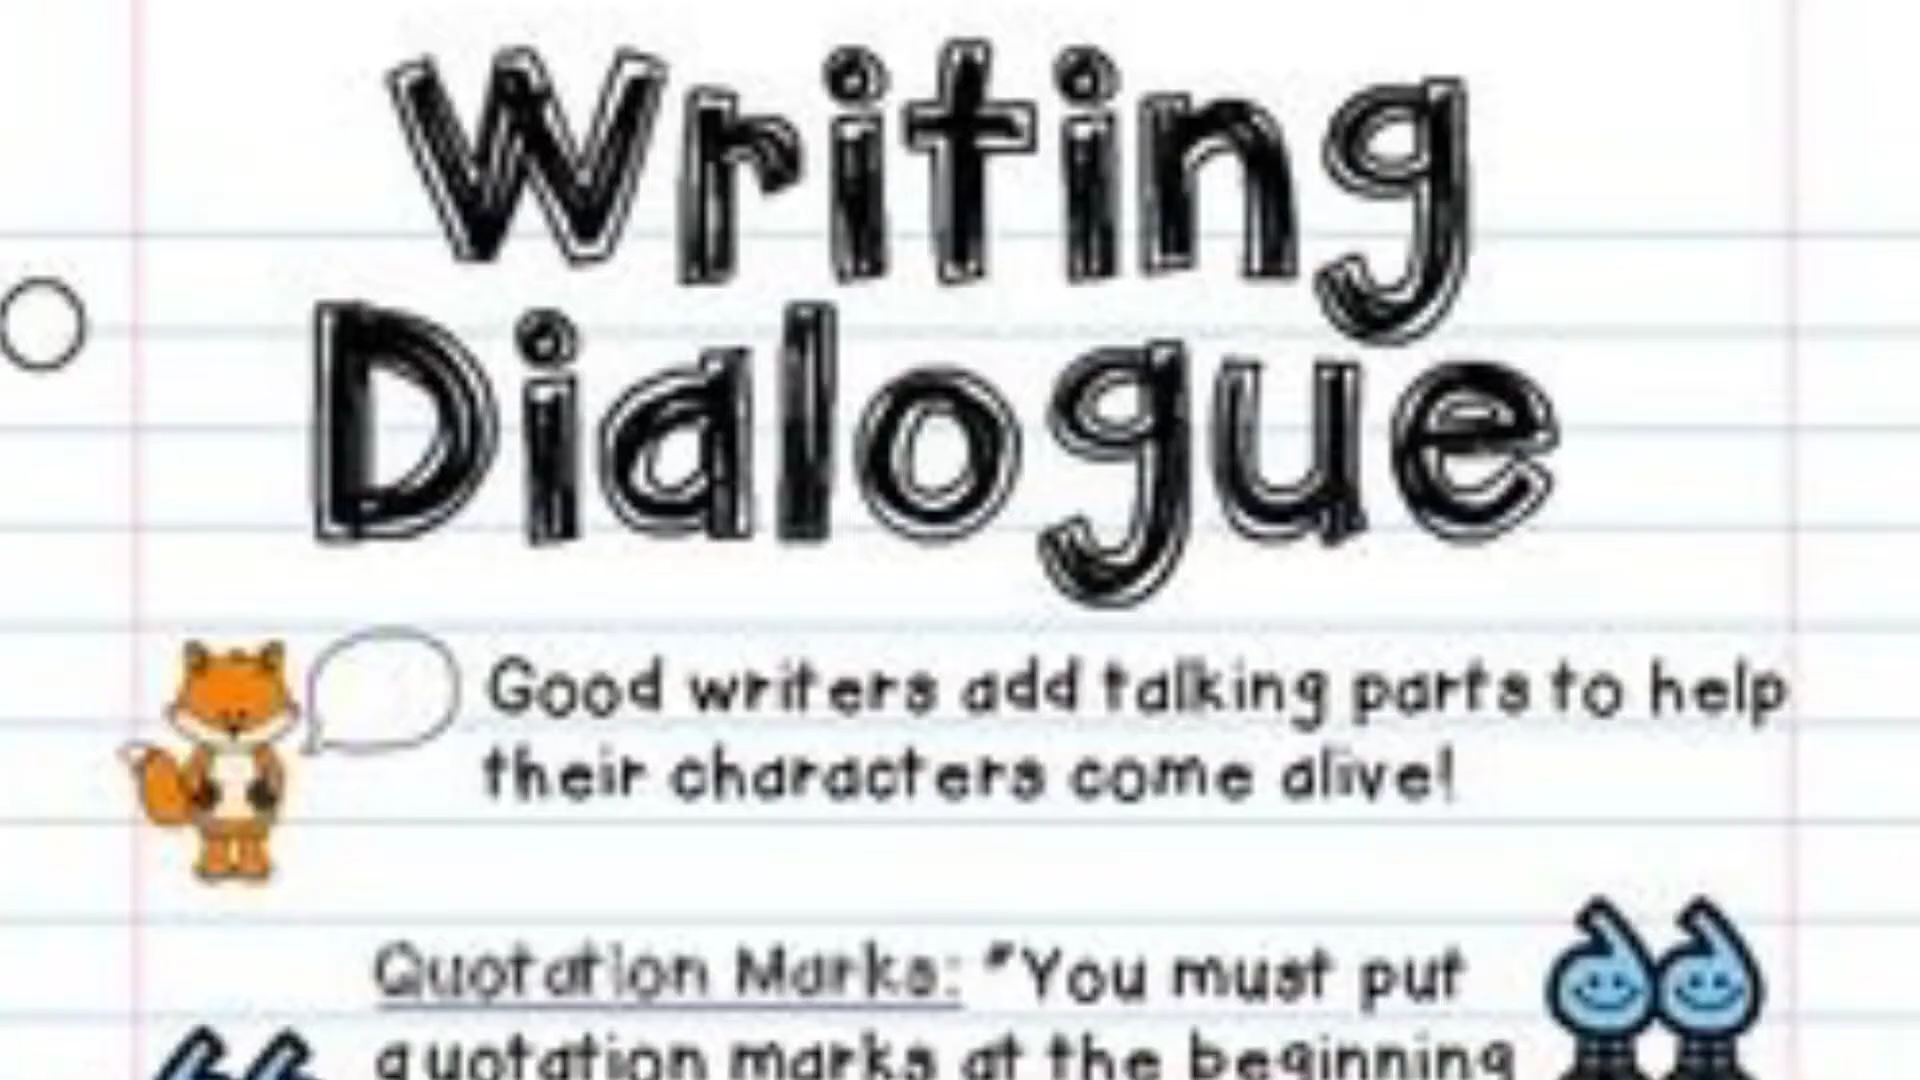 Writing
Dialogue
Good writers add talking parts to help
their characters come alive!
Quotation Marks: "You must put
quotation marks at the beginning